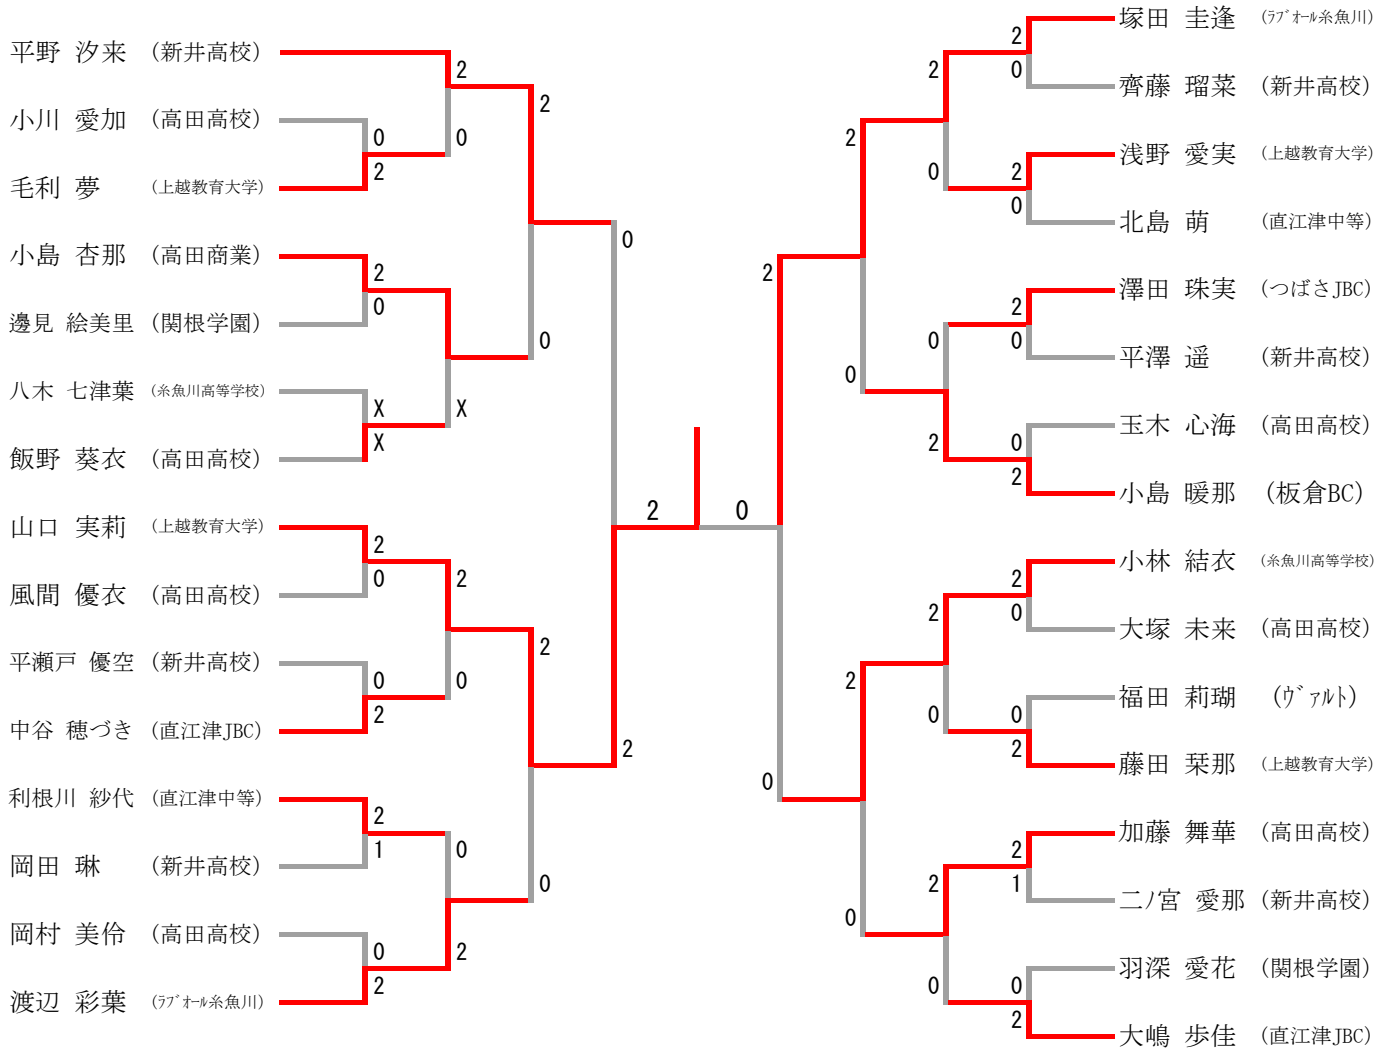 平野 汐来 (新井高校)
2
小川 愛加 (高田高校)
0
0
2
毛利 夢 (上越教育大学)
2
小島 杏那 (高田商業)
2
0
邊見 絵美里 (関根学園)
0
0
八木 七津葉 (糸魚川高等学校)
X
X
X
飯野 葵衣 (高田高校)
山口 実莉 (上越教育大学)
2
0
2
風間 優衣 (高田高校)
平瀬戸 優空 (新井高校)
0
0
2
2
中谷 穂づき (直江津JBC)
2
利根川 紗代 (直江津中等)
2
1
0
岡田 琳 (新井高校)
0
岡村 美伶 (高田高校)
0
2
2
渡辺 彩葉 (ﾗﾌﾞｵｰﾙ糸魚川)
2 0
塚田 圭逢 (ﾗﾌﾞｵｰﾙ糸魚川)
2
0
2
齊藤 瑠菜 (新井高校)
2
浅野 愛実 (上越教育大学)
0
2
0
北島 萌 (直江津中等)
2
澤田 珠実 (つばさJBC)
2
0
0
平澤 遥 (新井高校)
0
玉木 心海 (高田高校)
2
0
2
小島 暖那 (板倉BC)
小林 結衣 (糸魚川高等学校)
2
0
2
大塚 未来 (高田高校)
2
福田 莉瑚 (ヴァルト)
0
0
2
藤田 栞那 (上越教育大学)
0
加藤 舞華 (高田高校)
2
1
2
二ノ宮 愛那 (新井高校)
0
羽深 愛花 (関根学園)
0
0
2
大嶋 歩佳 (直江津JBC)